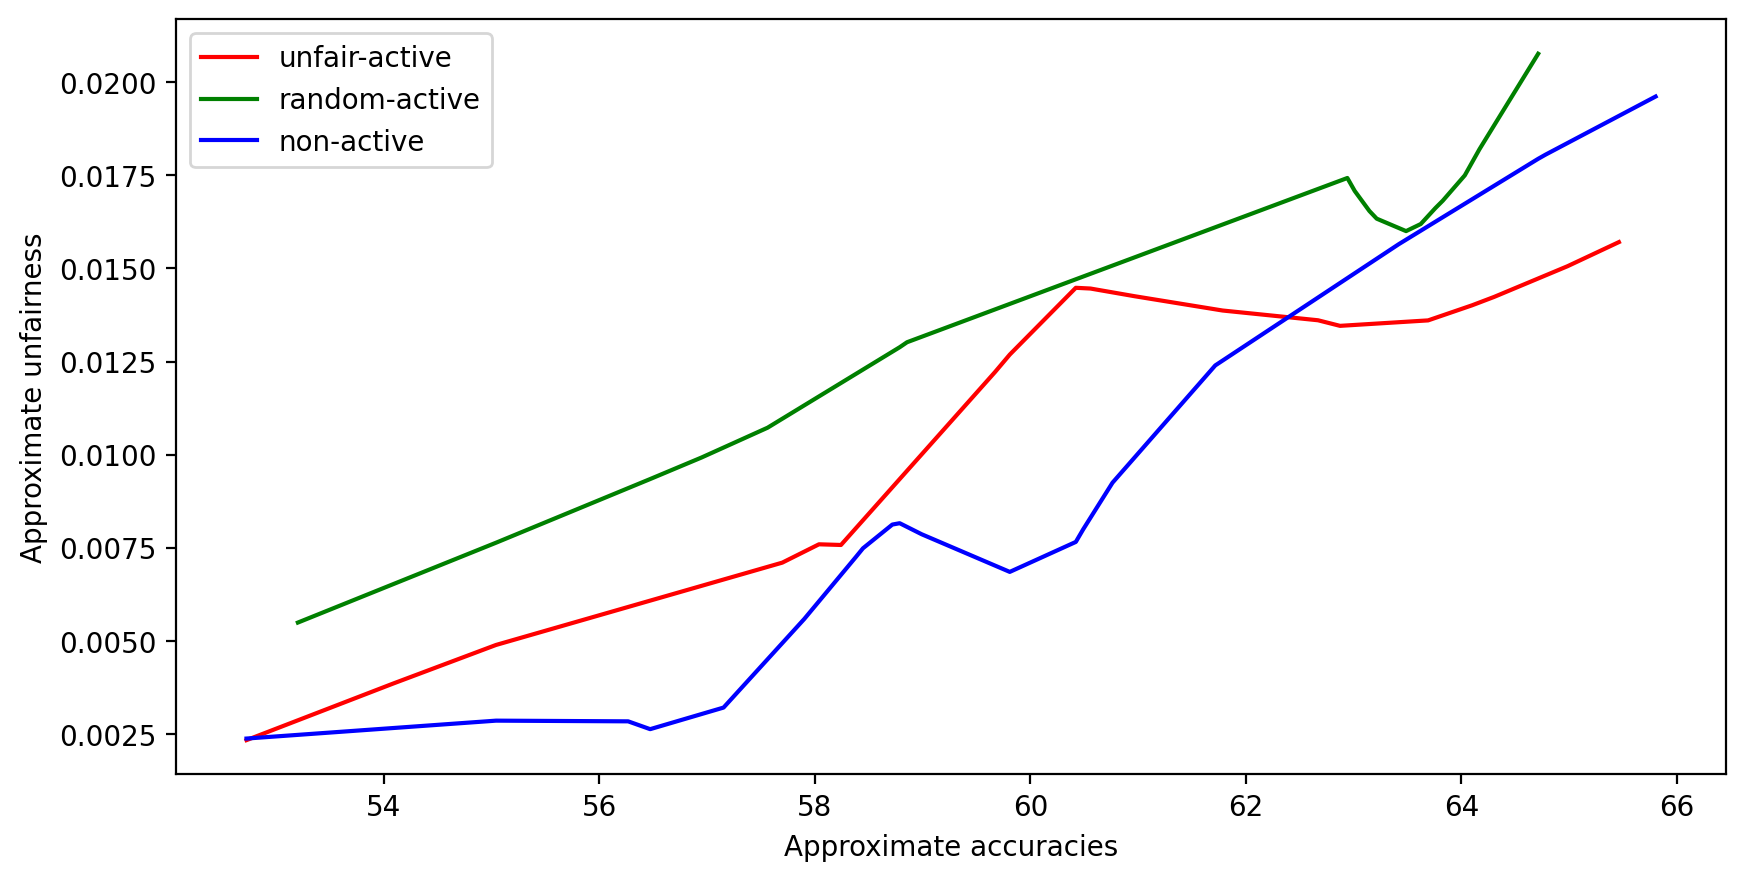 unfair-active
random-active
non-active
0.0200
0.0175
0.0150
0.0125
0.0100
0.0075
0.0050
0.0025
Approximate unfairness
54 56 58 60 62 64 66
Approximate accuracies